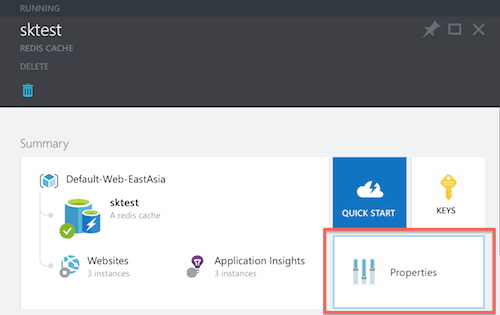 RUNNING
sktest
REDIS CACHE
DELETE
Summary
Default-Web-EastAsia
sktest
A redis cache
Websites
3 instances
Application Insights
3 instances
QUICK START
KEYS
Properties